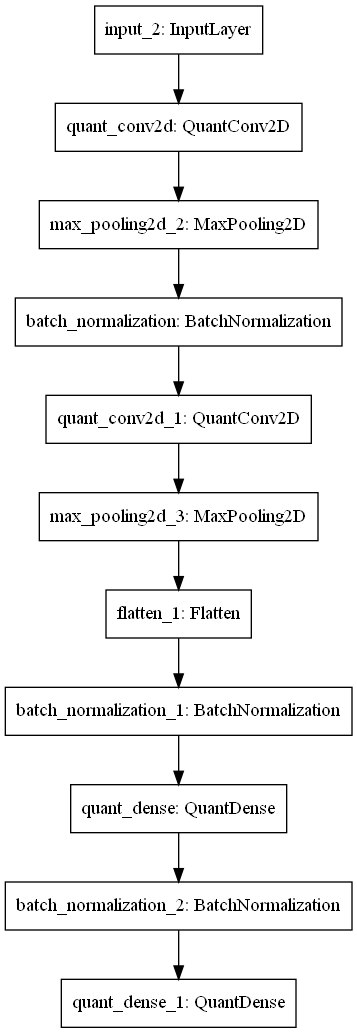 input_2: InputLayer
quant_conv2d: QuantConv2D
max_pooling2d_2: MaxPooling2D
batch_normalization: BatchNormalization
quant_conv2d_1: QuantConv2D
max_pooling2d_3: MaxPooling2D
flatten_1: Flatten
batch_normalization_1: BatchNormalization
quant_dense: QuantDense
batch_normalization_2: BatchNormalization
quant_dense_1: QuantDense